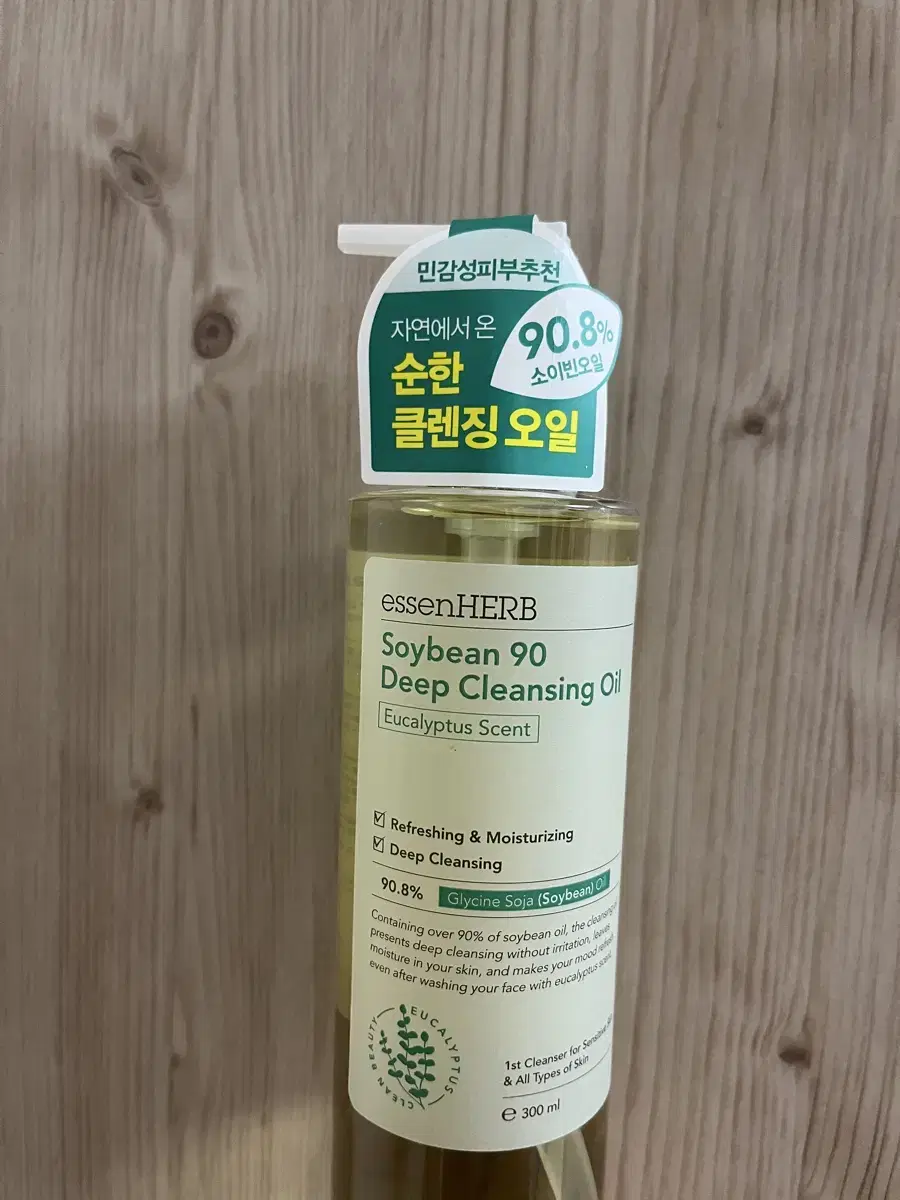 민감성피부추천
자연에서 온
90.8%
소이빈오일
순한
클렌징 오일
essenHERB
Soybean 90
Deep Cleansing Oil
Eucalyptus Scent
Refreshing & Moisturizing
Deep Cleansing
90.8% Glycine Soja (Soybean) Oil
Containing over 90% of soybean oil, the cleansing
presents deep cleansing without irritation, leaves
moisture in your skin, and makes your mood refresh
even after washing your face with eucalyptus scent.
EUCALYPTUS
CLEAN BEAUTY
1st Cleanser for Sensitive
& All Types of Skin
℮ 300 ml